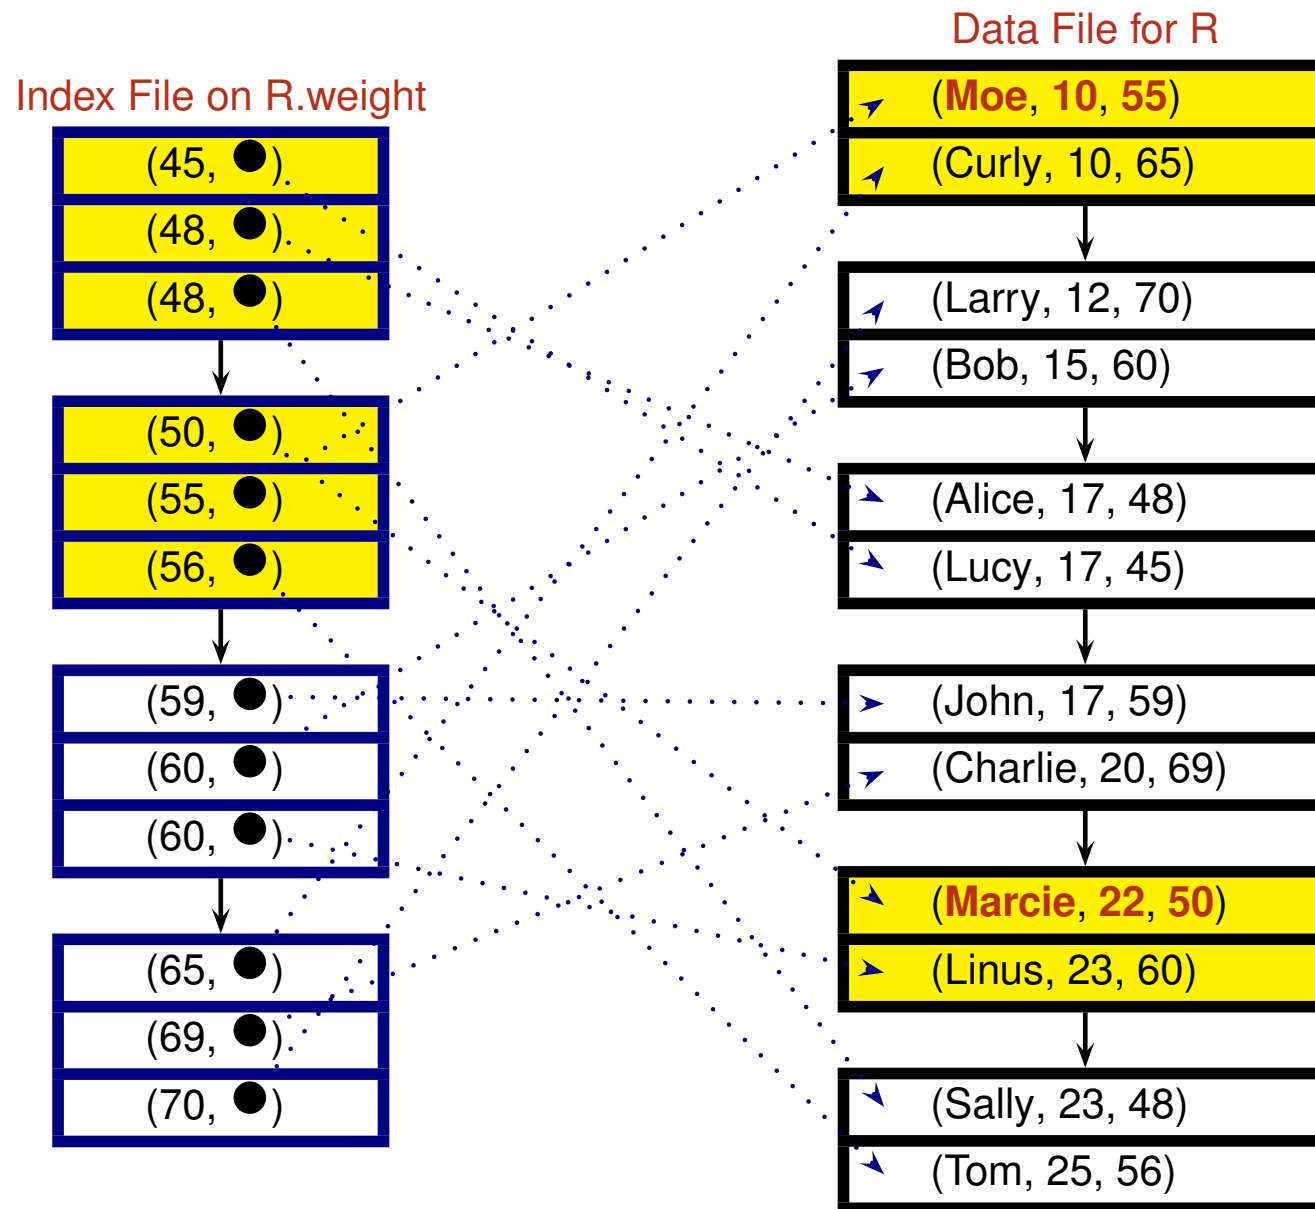 Index File on R.weight
(45, ●)
(48, ●)
(48, ●)
(50, ●)
(55, ●)
(56, ●)
(59, ●)
(60, ●)
(60, ●)
(65, ●)
(69, ●)
(70, ●)
Data File for R
(Moe, 10, 55)
(Curly, 10, 65)
(Larry, 12, 70)
(Bob, 15, 60)
(Alice, 17, 48)
(Lucy, 17, 45)
(John, 17, 59)
(Charlie, 20, 69)
(Marcie, 22, 50)
(Linus, 23, 60)
(Sally, 23, 48)
(Tom, 25, 56)